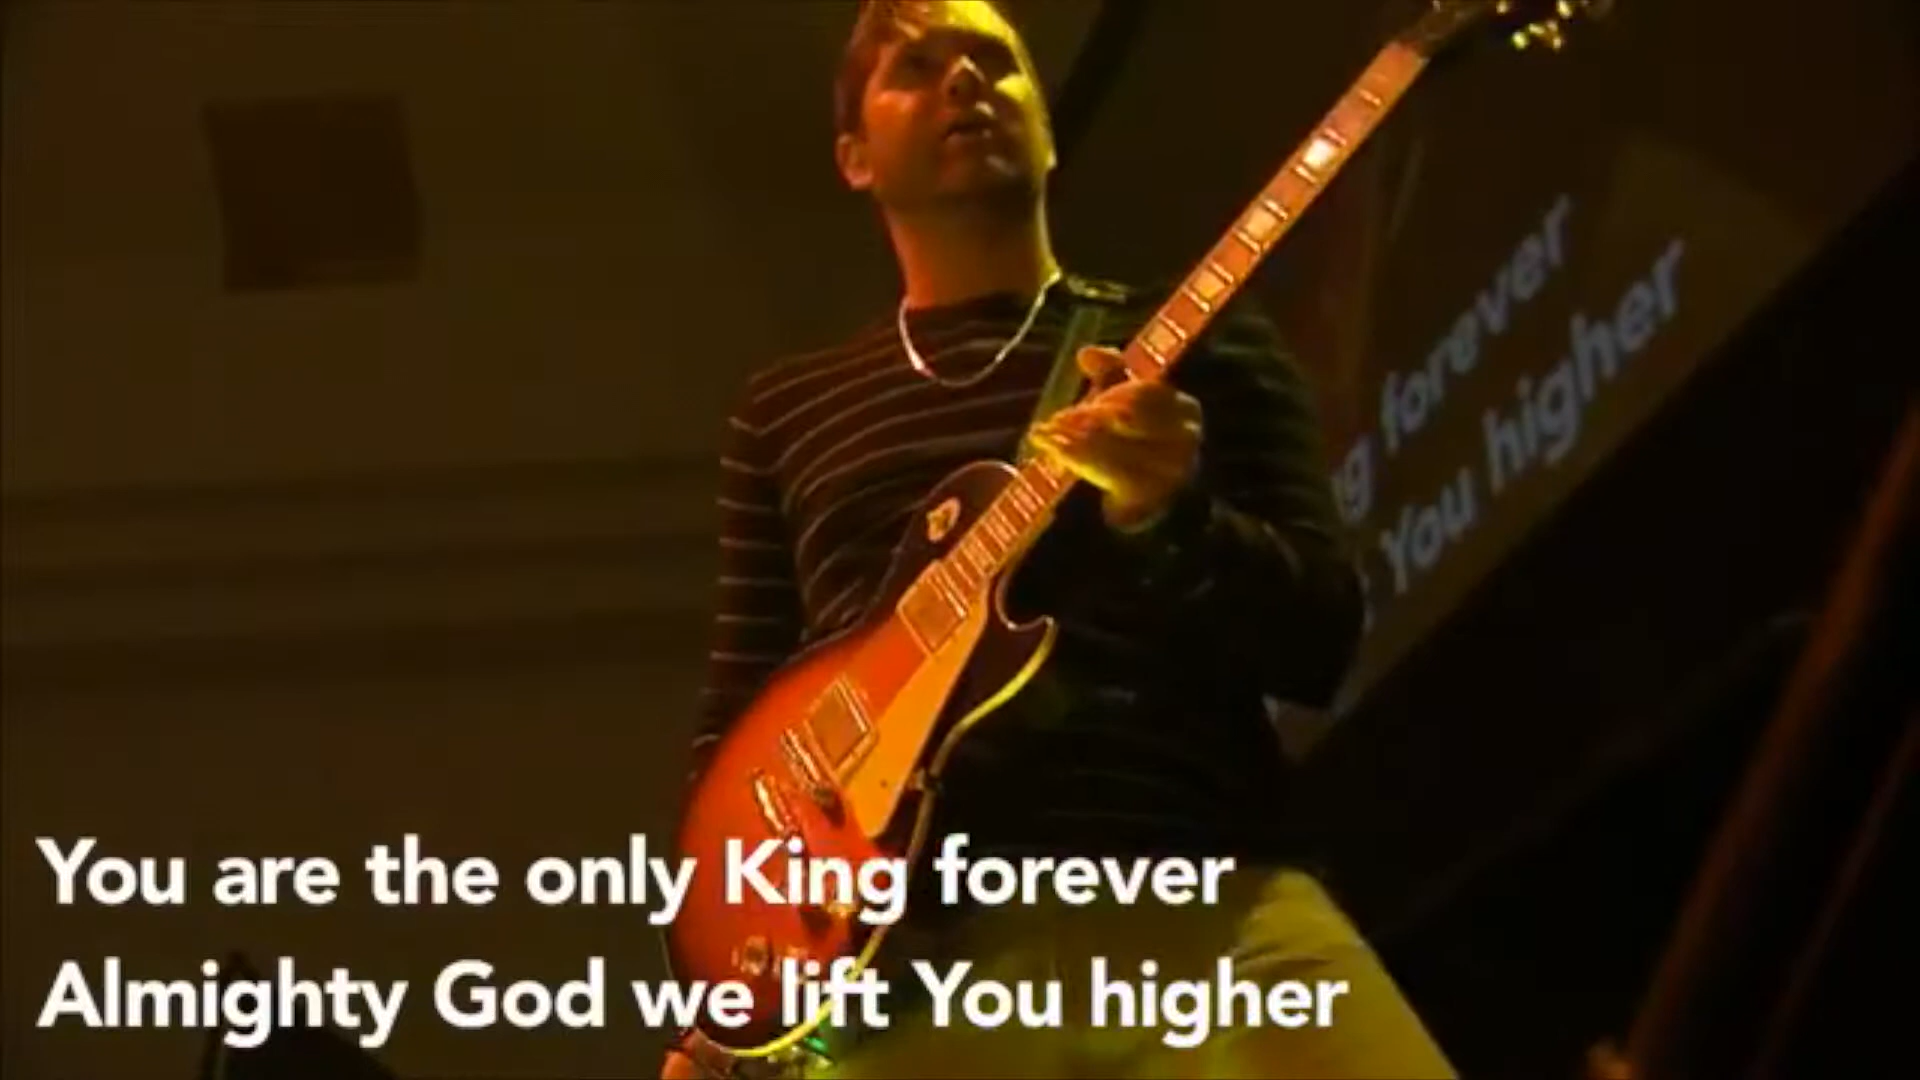 You are the only King forever
Almighty God we lift You higher
g forever
You higher